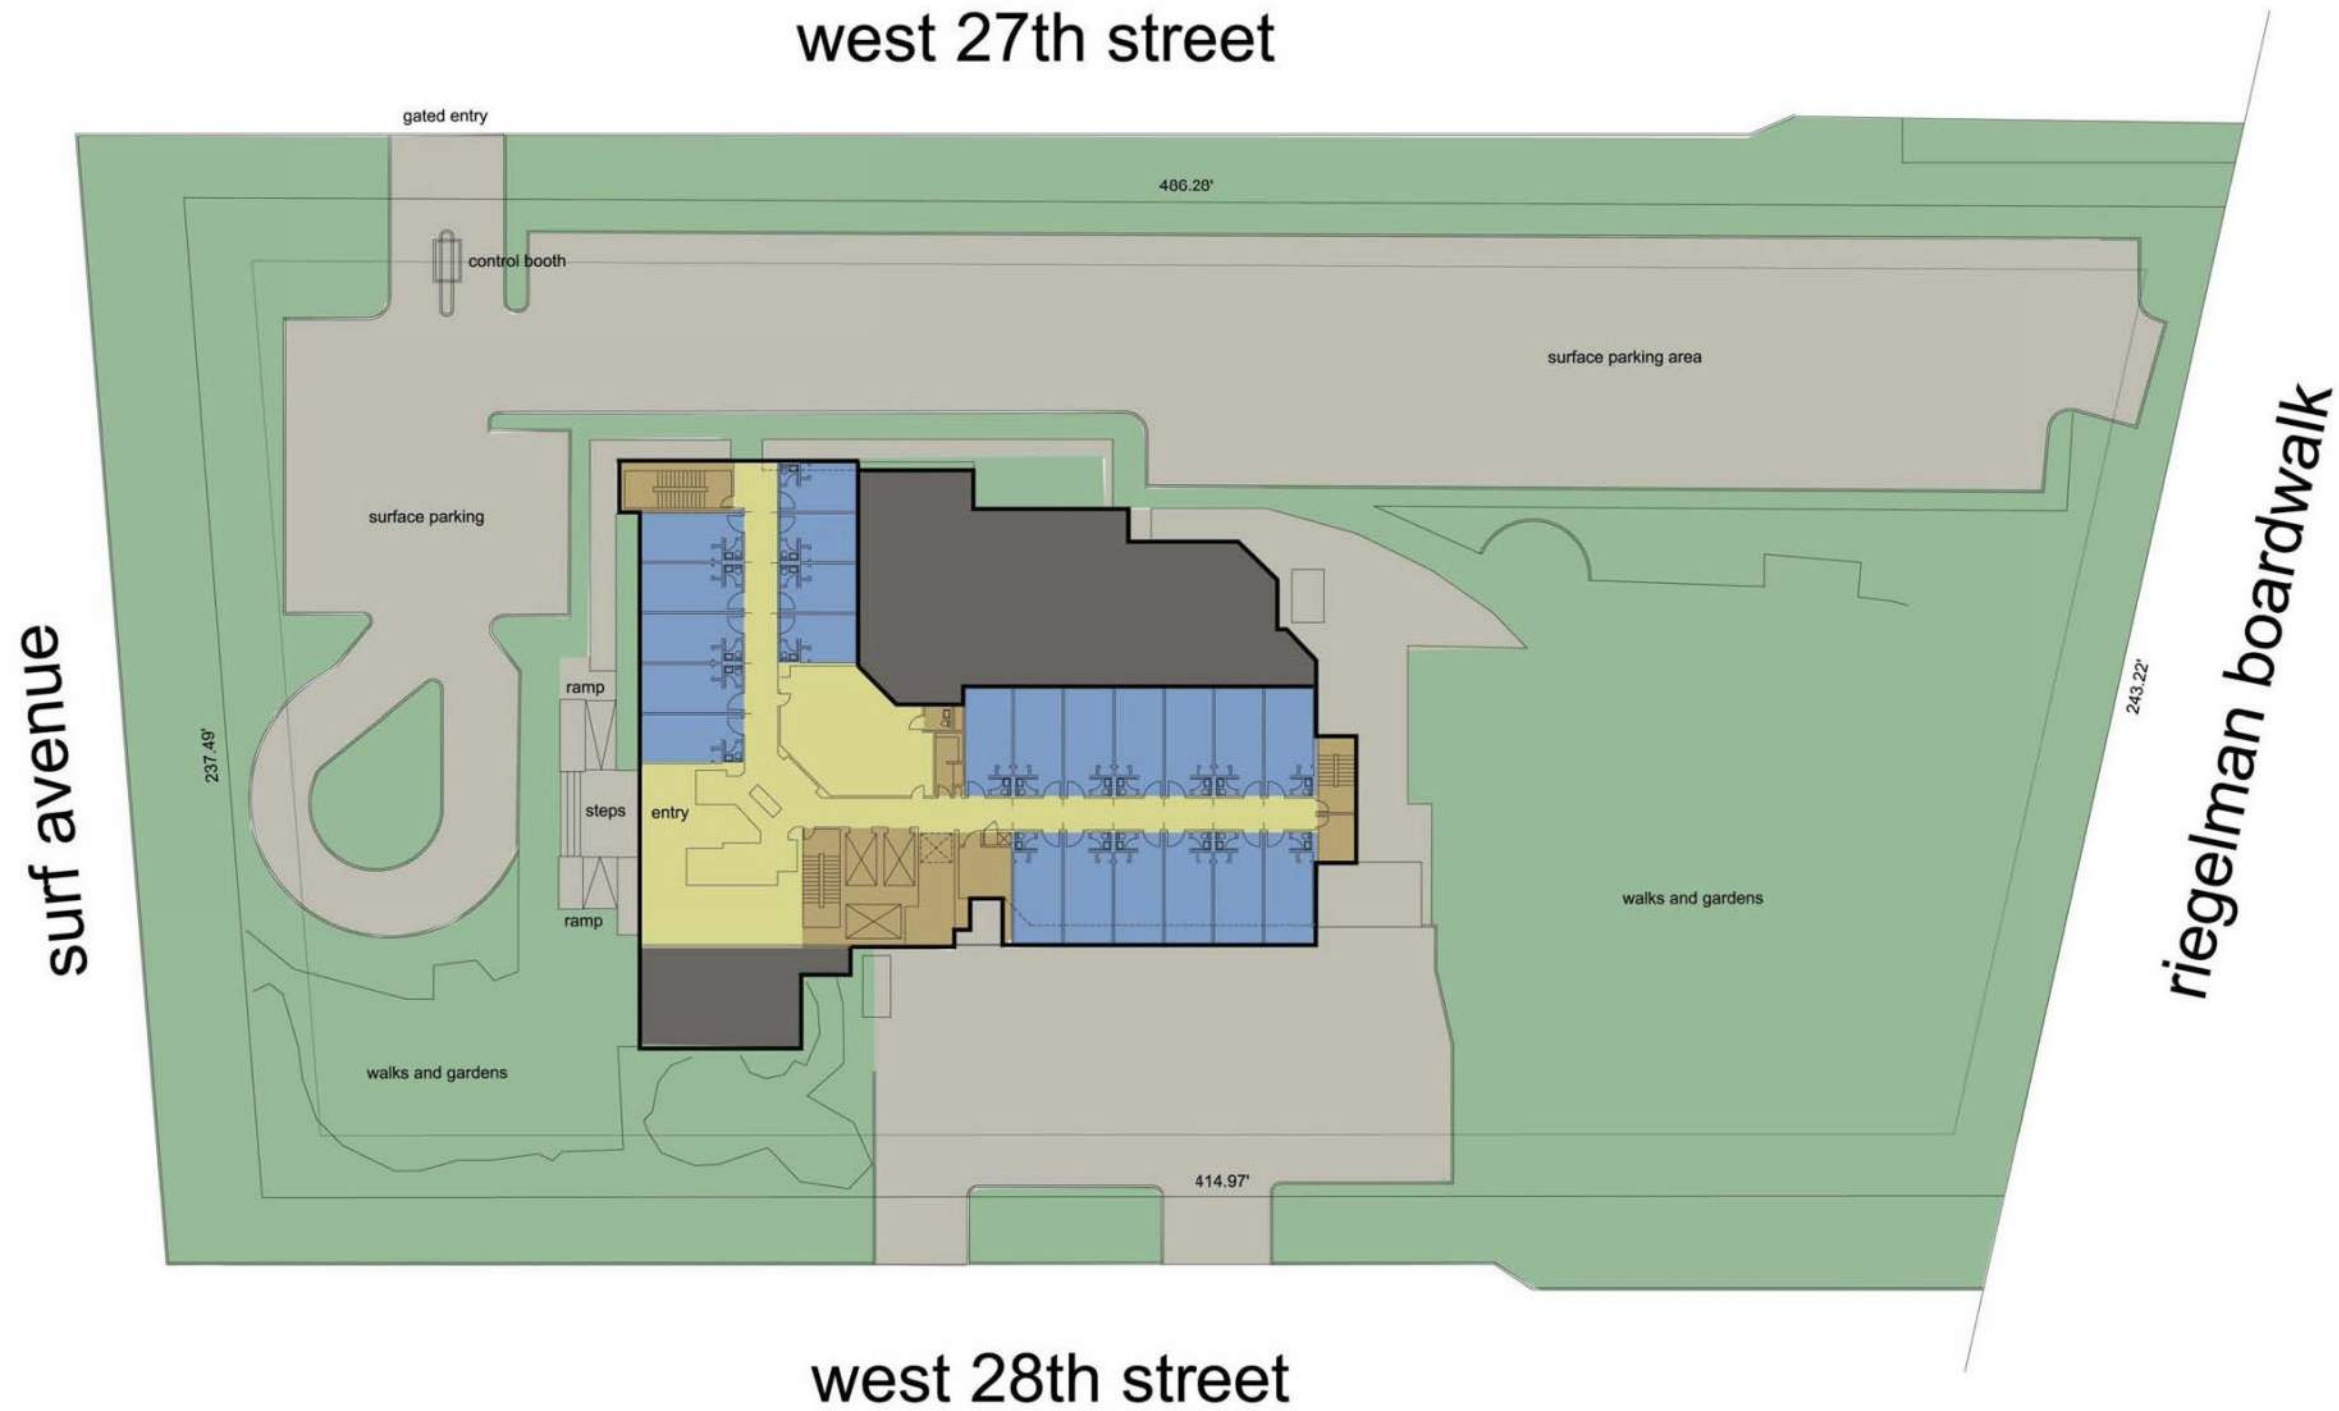 west 27th street
gated entry
486.28'
control booth
surface parking area
surface parking
riegelman boardwalk
surf avenue
ramp
243.22'
237.49'
steps
entry
walks and gardens
ramp
walks and gardens
414.97'
west 28th street